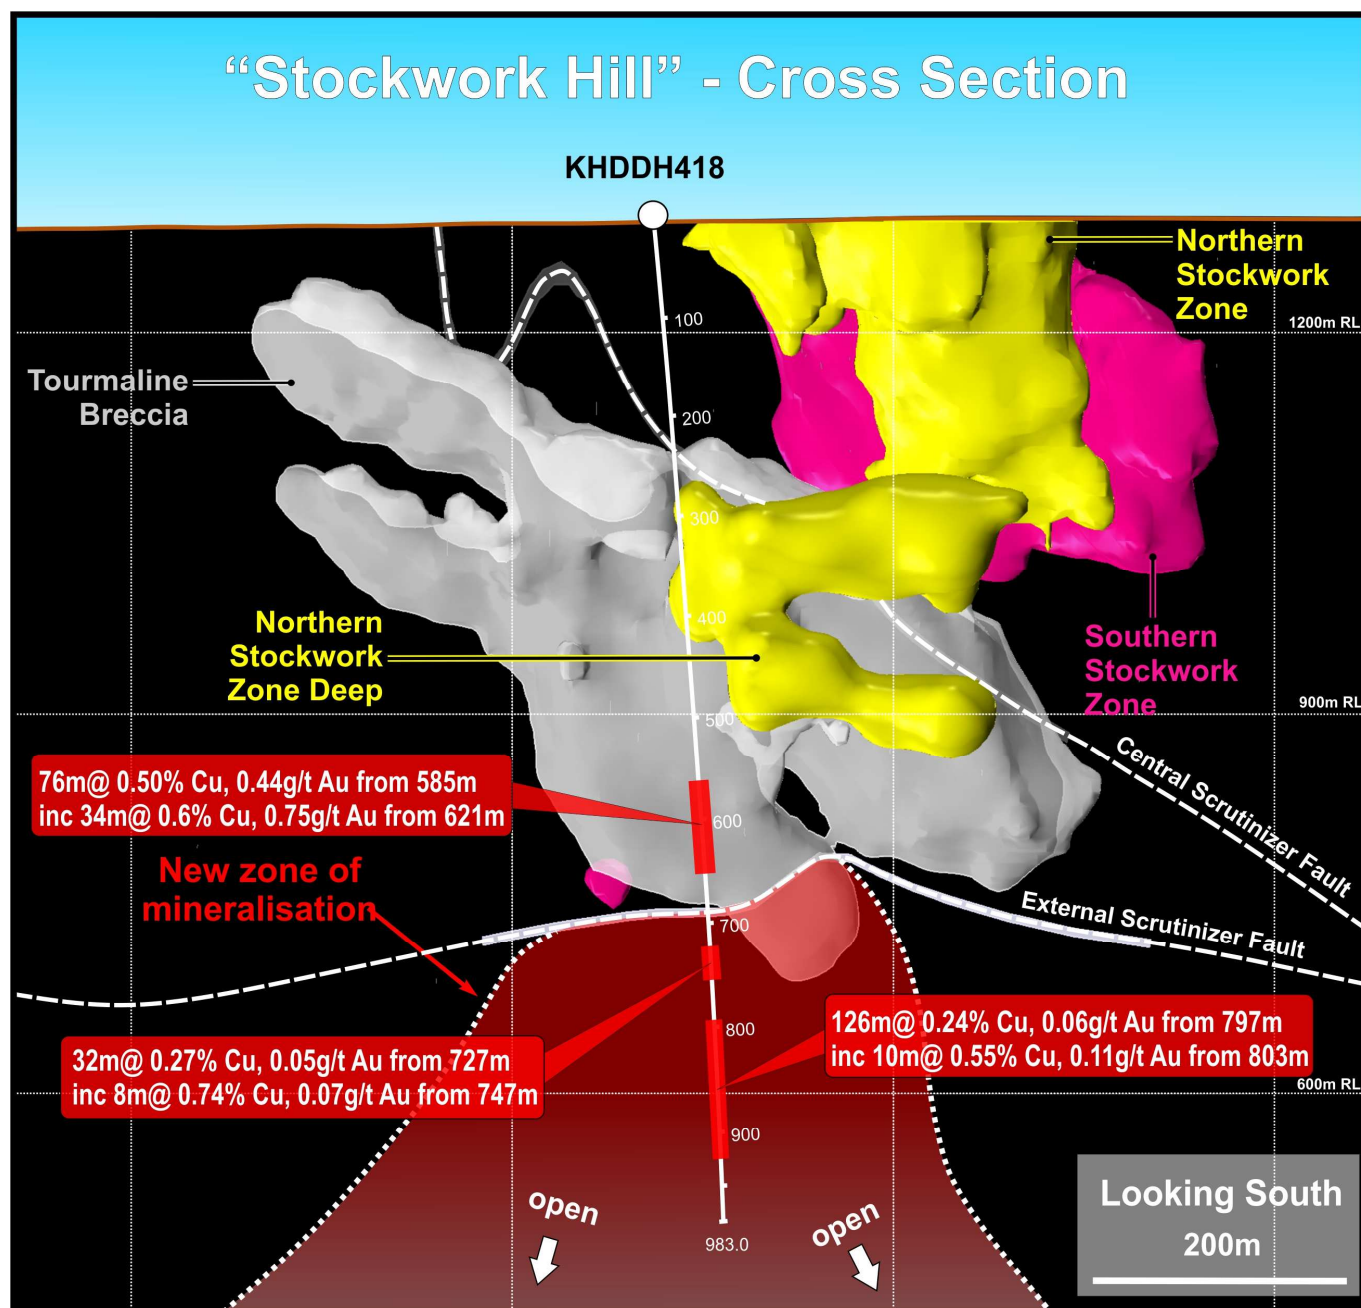 “Stockwork Hill” - Cross Section
KHDDH418
Northern
Stockwork
Zone
100
1200m RL
Tourmaline
Breccia
200
300
400
Northern
Stockwork
Zone Deep
Southern
Stockwork
Zone
500
900m RL
Central Scrutinizer Fault
76m@ 0.50% Cu, 0.44g/t Au from 585m
inc 34m@ 0.6% Cu, 0.75g/t Au from 621m
600
New zone of
mineralisation
External Scrutinizer Fault
700
126m@ 0.24% Cu, 0.06g/t Au from 797m
inc 10m@ 0.55% Cu, 0.11g/t Au from 803m
800
32m@ 0.27% Cu, 0.05g/t Au from 727m
inc 8m@ 0.74% Cu, 0.07g/t Au from 747m
600m RL
900
open
open
983.0
Looking South
200m